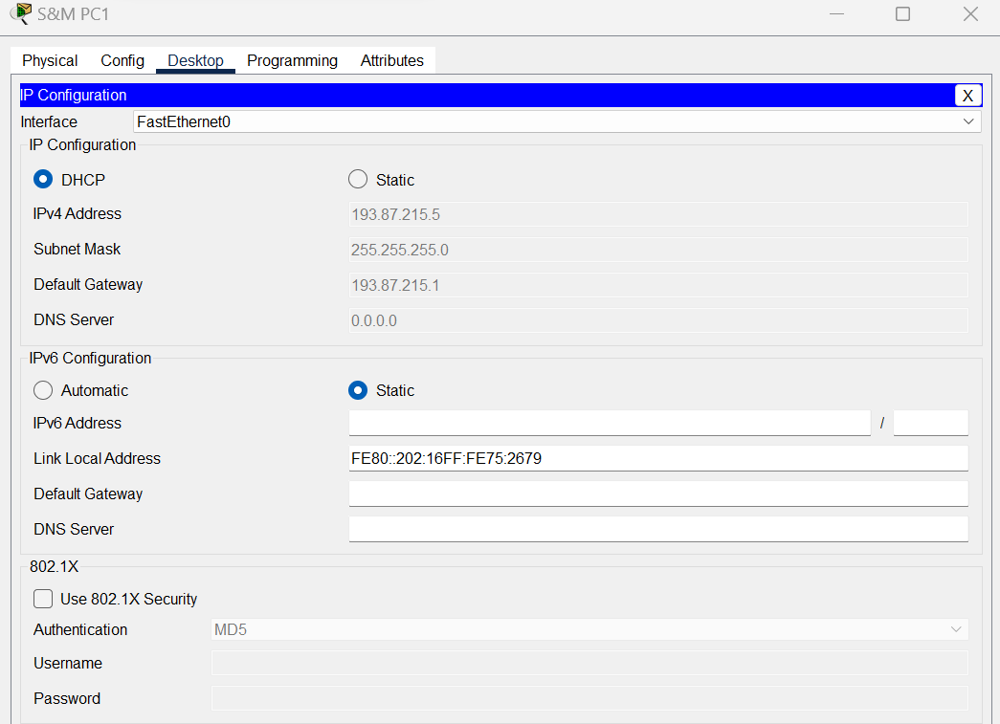 S&M PC1
Physical Config Desktop Programming Attributes
IP Configuration X
Interface FastEthernet0
IP Configuration
DHCP Static
IPv4 Address 193.87.215.5
Subnet Mask 255.255.255.0
Default Gateway 193.87.215.1
DNS Server 0.0.0.0
IPv6 Configuration
Automatic Static
IPv6 Address /
Link Local Address FE80::202:16FF:FE75:2679
Default Gateway
DNS Server
802.1X
Use 802.1X Security
Authentication MD5
Username
Password